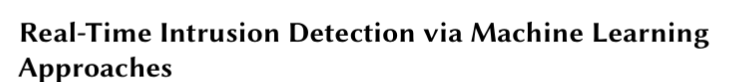 Real-Time Intrusion Detection via Machine Learning
Approaches